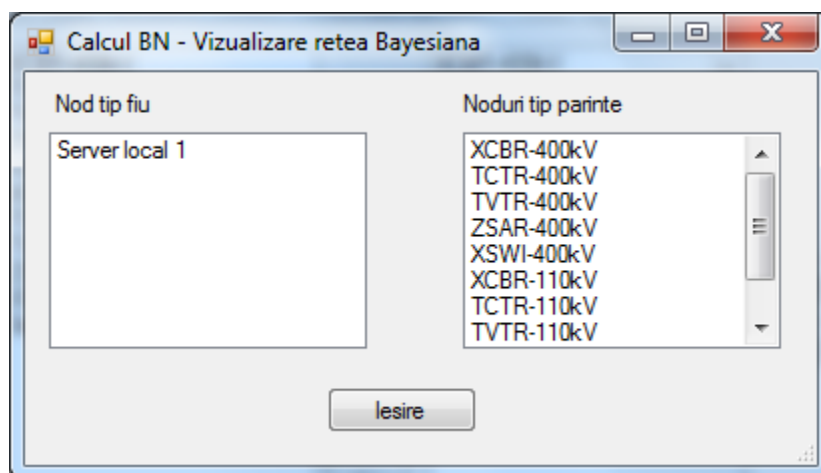 Calcul BN - Vizualizare retea Bayesiana
Nod tip fiu
Noduri tip parinte
Server local 1
XCBR-400kV
TCTR-400kV
TVTR-400kV
ZSAR-400kV
XSWI-400kV
XCBR-110kV
TCTR-110kV
TVTR-110kV
Iesire